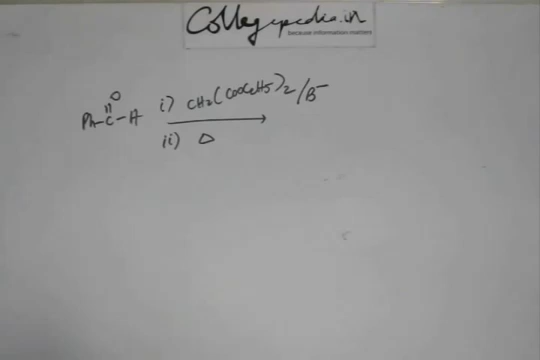 Collegepedia.in
because information matters
O
Ph-C-H i) CH2(COOC2H5)2/B-
ii) Δ